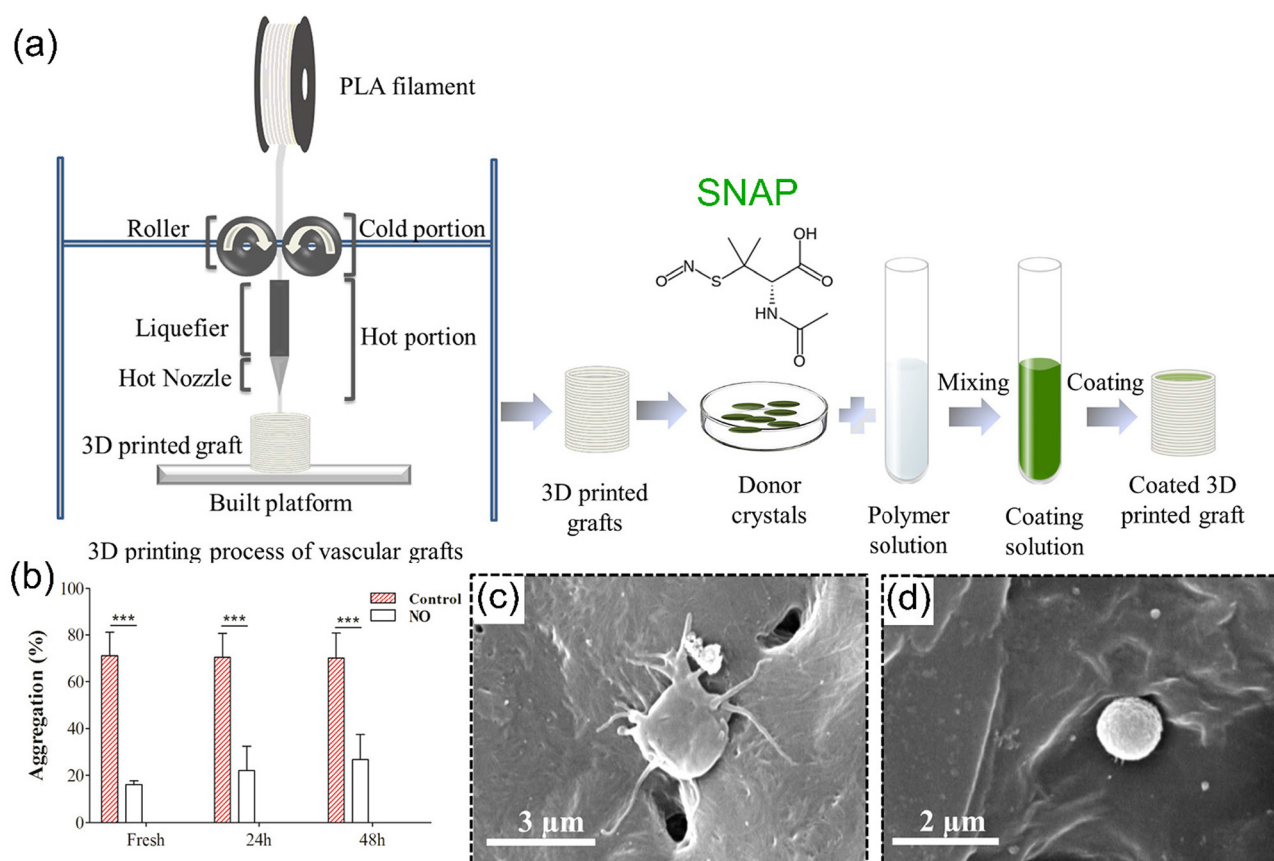 (a)
PLA filament
Roller
Cold portion
Liquefier
Hot portion
Hot Nozzle
3D printed graft
Built platform
3D printing process of vascular grafts
SNAP
O
N
S
OH
O
HN
O
3D printed
grafts
Donor
crystals
Polymer
solution
Mixing
Coating
solution
Coating
Coated 3D
printed graft
(b)
100
80
60
40
20
0
Aggregation (%)
***
***
***
Control
NO
Fresh
24h
48h
(c)
3 μm
(d)
2 μm